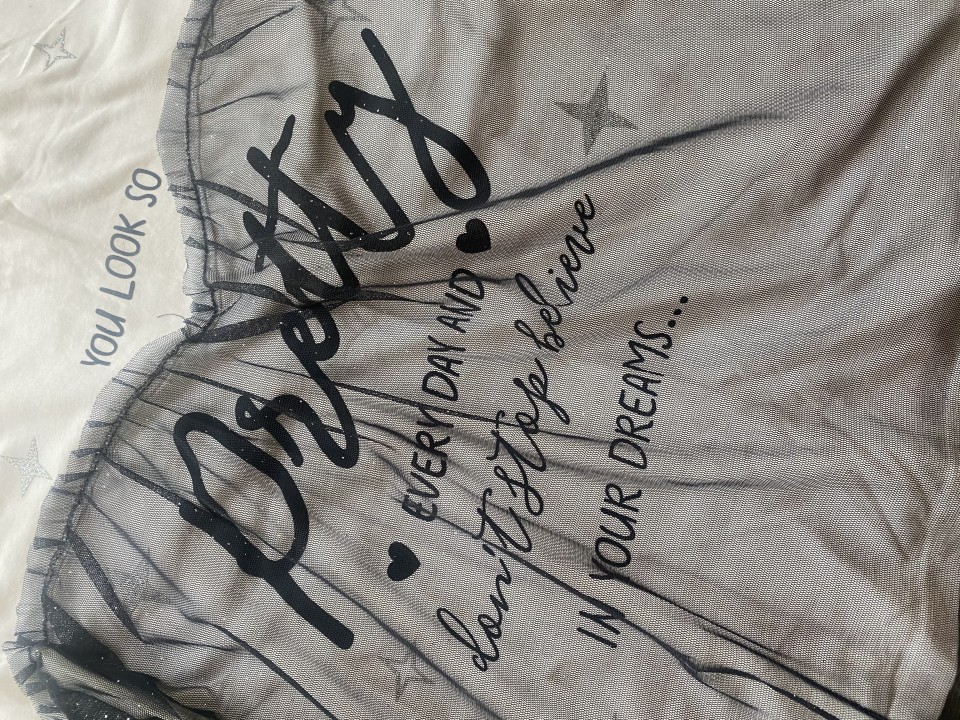 YOU LOOK SO
Pretty
EVERY DAY AND
don't stop believe
IN YOUR DREAMS...